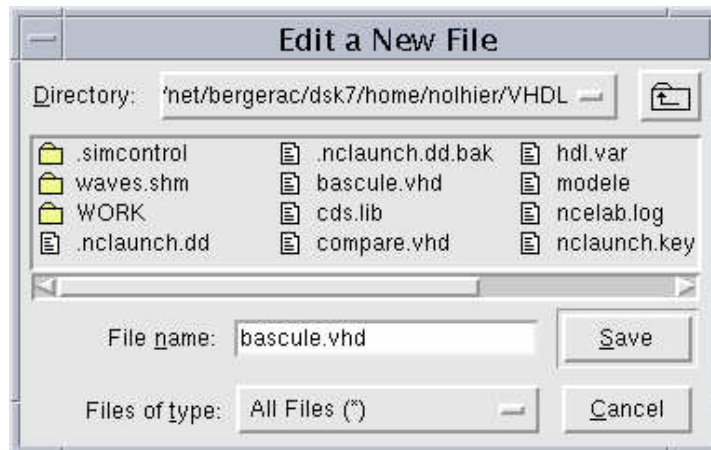 Edit a New File
Directory: /net/bergerac/dsk7/home/nolhier/VHDL
.simcontrol .nclaunch.dd.bak hdl.var
waves.shm bascule.vhd modele
WORK cds.lib ncelab.log
.nclaunch.dd compare.vhd nclaunch.key
File name: bascule.vhd Save
Files of type: All Files (*) Cancel